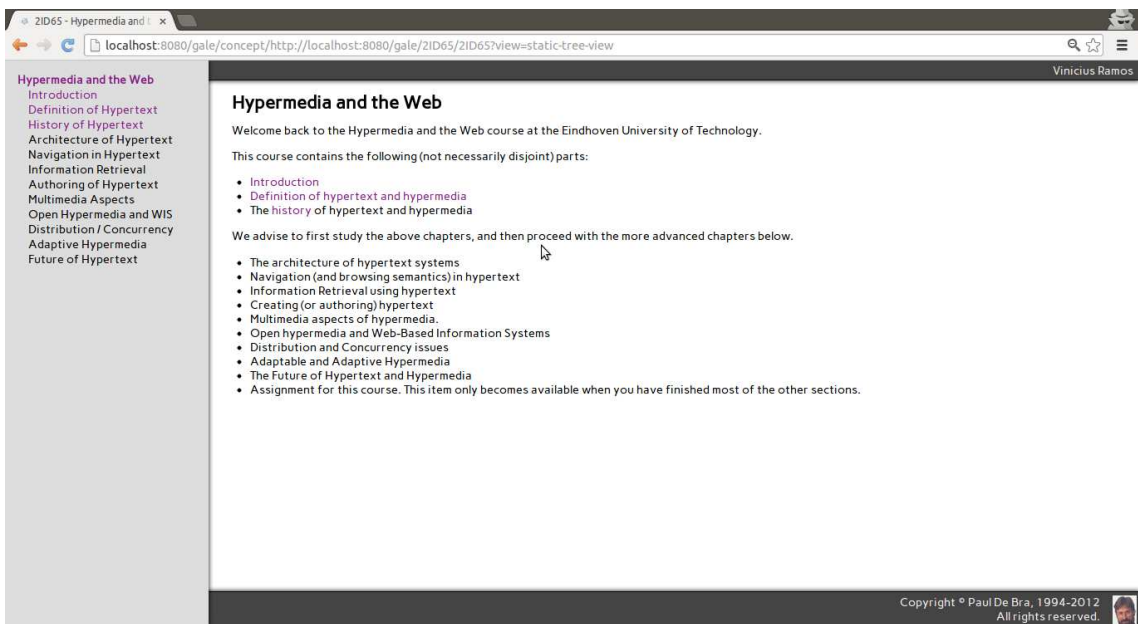 2ID65 - Hypermedia and t
localhost:8080/gale/concept/http://localhost:8080/gale/2ID65/2ID65?view=static-tree-view
Vinicius Ramos
Hypermedia and the Web
Introduction
Definition of Hypertext
History of Hypertext
Architecture of Hypertext
Navigation in Hypertext
Information Retrieval
Authoring of Hypertext
Multimedia Aspects
Open Hypermedia and WIS
Distribution / Concurrency
Adaptive Hypermedia
Future of Hypertext
Hypermedia and the Web
Welcome back to the Hypermedia and the Web course at the Eindhoven University of Technology.
This course contains the following (not necessarily disjoint) parts:
• Introduction
• Definition of hypertext and hypermedia
• The history of hypertext and hypermedia
We advise to first study the above chapters, and then proceed with the more advanced chapters below.
• The architecture of hypertext systems
• Navigation (and browsing semantics) in hypertext
• Information Retrieval using hypertext
• Creating (or authoring) hypertext
• Multimedia aspects of hypermedia.
• Open hypermedia and Web-Based Information Systems
• Distribution and Concurrency issues
• Adaptable and Adaptive Hypermedia
• The Future of Hypertext and Hypermedia
• Assignment for this course. This item only becomes available when you have finished most of the other sections.
Copyright © Paul De Bra, 1994-2012
All rights reserved.